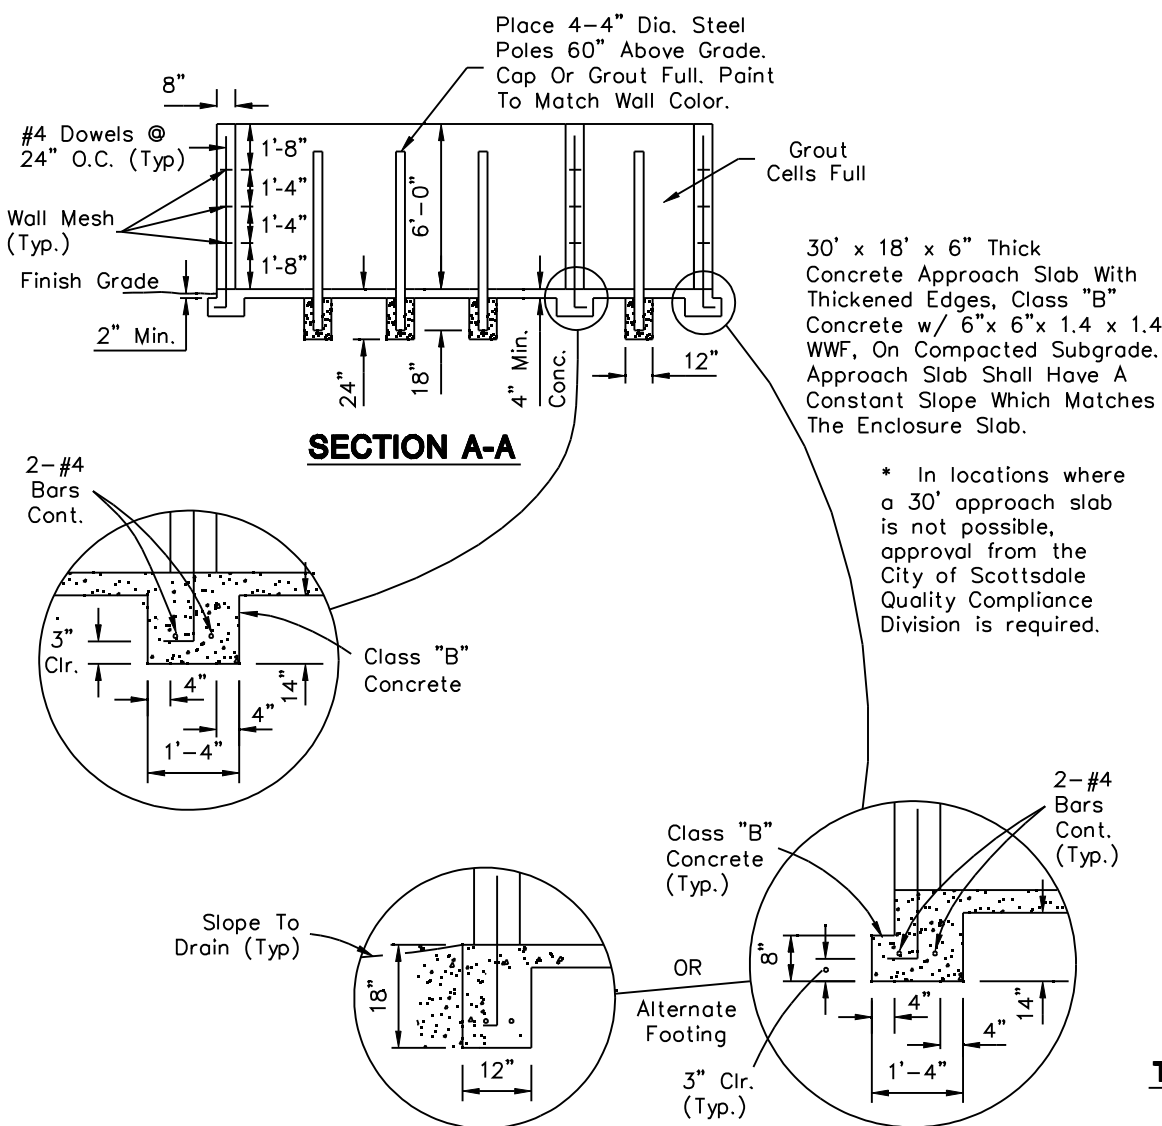 Place 4-4" Dia. Steel
Poles 60" Above Grade.
Cap Or Grout Full. Paint
To Match Wall Color.
8"
#4 Dowels @
24" O.C. (Typ)
1'-8"
1'-4"
1'-4"
1'-8"
6'-0"
Grout
Cells Full
Wall Mesh
(Typ.)
Finish Grade
2" Min.
24"
18"
4" Min.
Conc.
12"
30' x 18' x 6" Thick
Concrete Approach Slab With
Thickened Edges, Class "B"
Concrete w/ 6"x 6"x 1.4 x 1.4
WWF, On Compacted Subgrade.
Approach Slab Shall Have A
Constant Slope Which Matches
The Enclosure Slab.
SECTION A-A
* In locations where
a 30' approach slab
is not possible,
approval from the
City of Scottsdale
Quality Compliance
Division is required.
2-#4
Bars
Cont.
3"
Clr.
4"
4"
1'-4"
14"
Class "B"
Concrete
Slope To
Drain (Typ)
18"
12"
OR
Alternate
Footing
Class "B"
Concrete
(Typ.)
2-#4
Bars
Cont.
(Typ.)
8"
4"
4"
1'-4"
14"
3" Clr.
(Typ.)